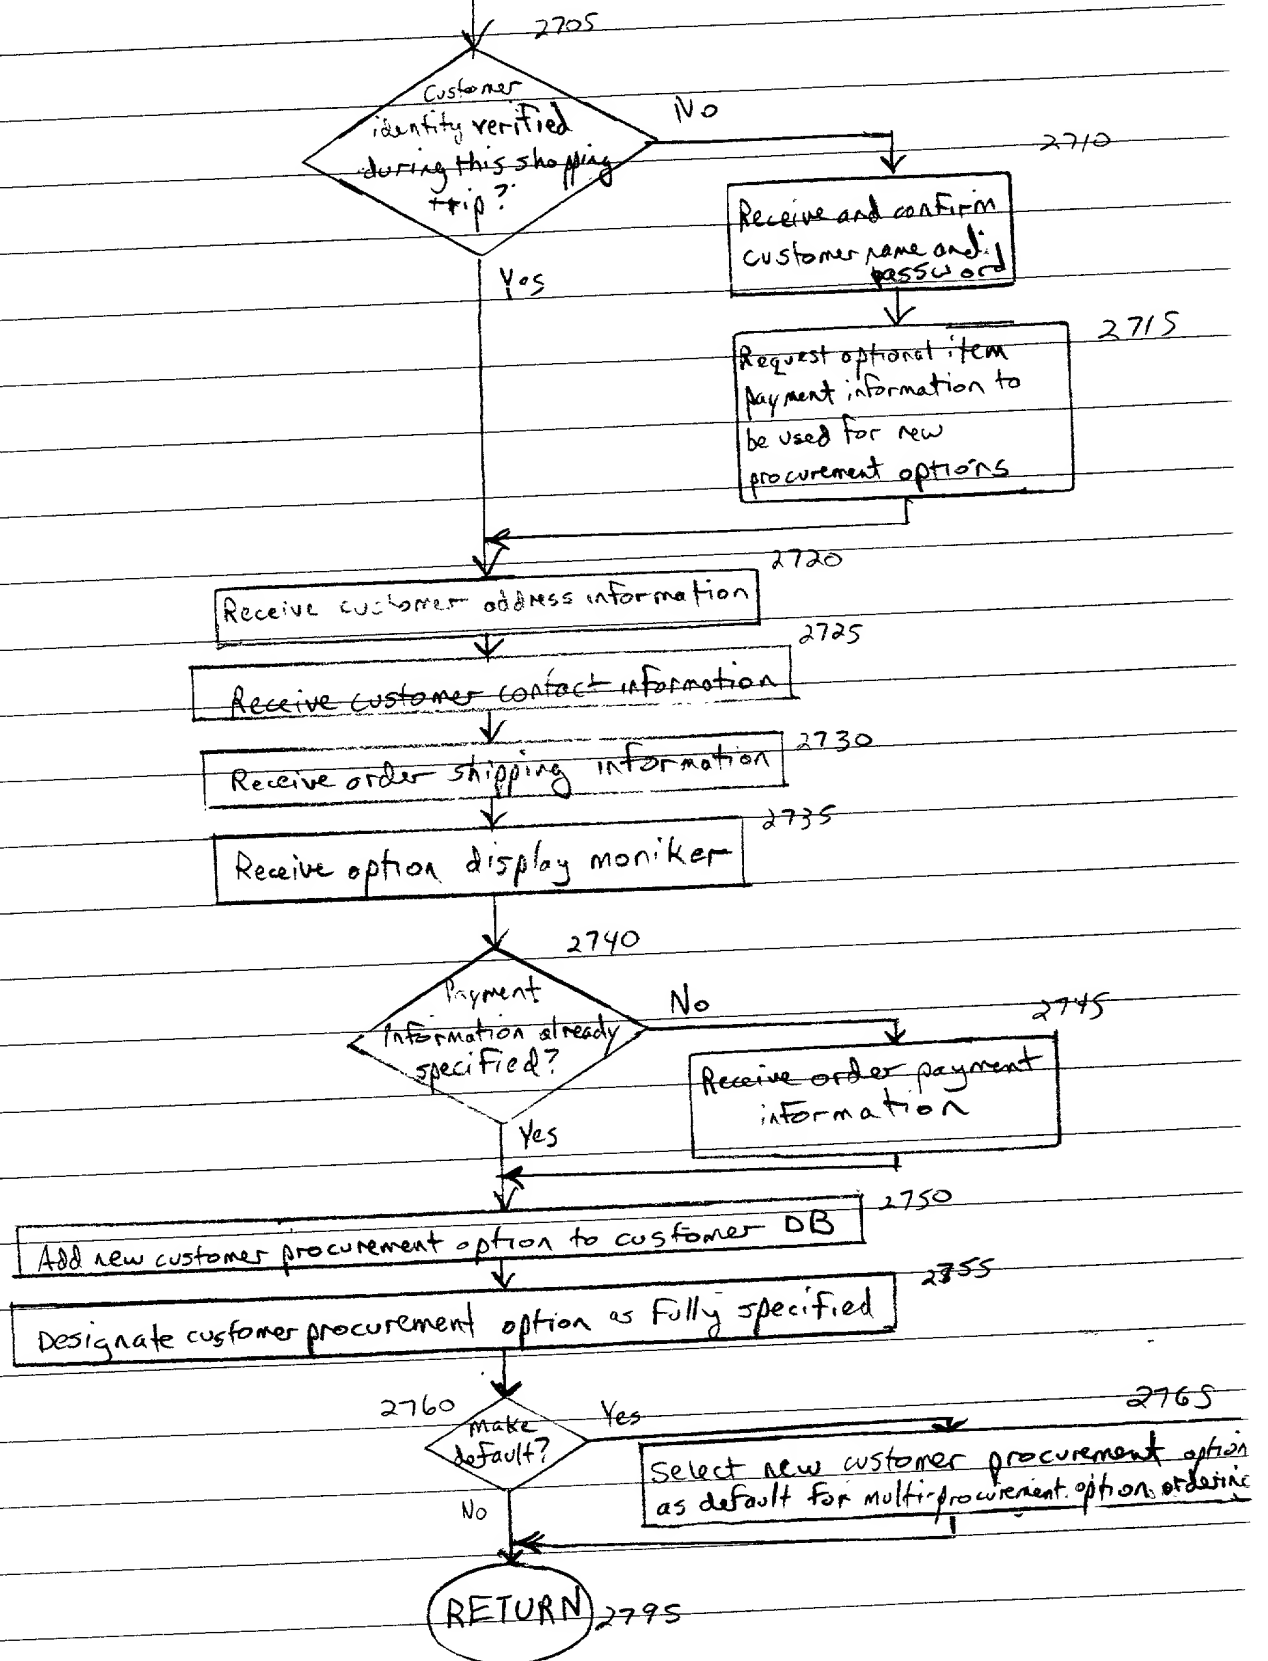 2705
Customer
identity verified
during this shopping
trip?
No
Yes
2710
Receive and confirm
customer name and
password
2715
Request optional item
payment information to
be used for new
procurement options
2720
Receive customer address information
2725
Receive customer contact information
2730
Receive order shipping information
2735
Receive option display moniker
2740
Payment
information already
specified?
No
Yes
2745
Receive order payment
information
2750
Add new customer procurement option to customer DB
2755
Designate customer procurement option as fully specified
2760
make
default?
Yes
No
2765
Select new customer procurement option
as default for multi-procurement option
RETURN
2795